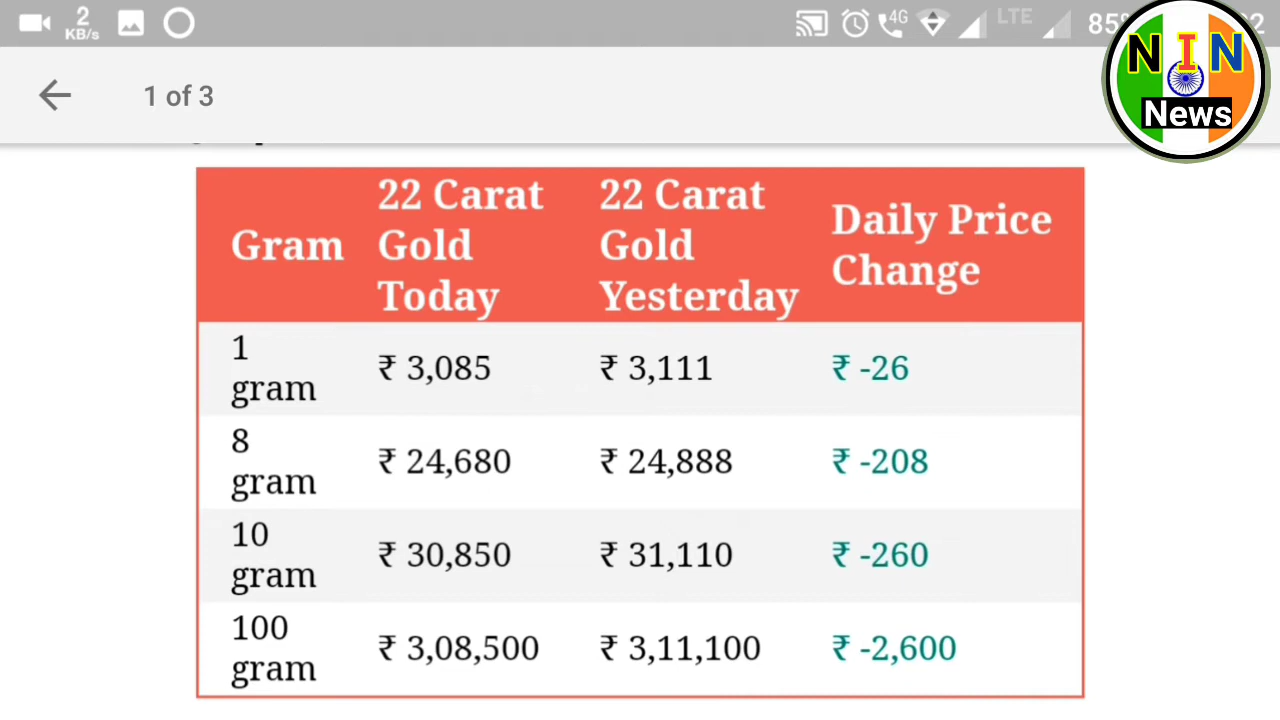 2
KB/s
4G
LTE
85%
N I N
News
1 of 3
Gram
22 Carat
Gold
Today
22 Carat
Gold
Yesterday
Daily Price
Change
1
gram
₹ 3,085
₹ 3,111
₹ -26
8
gram
₹ 24,680
₹ 24,888
₹ -208
10
gram
₹ 30,850
₹ 31,110
₹ -260
100
gram
₹ 3,08,500
₹ 3,11,100
₹ -2,600